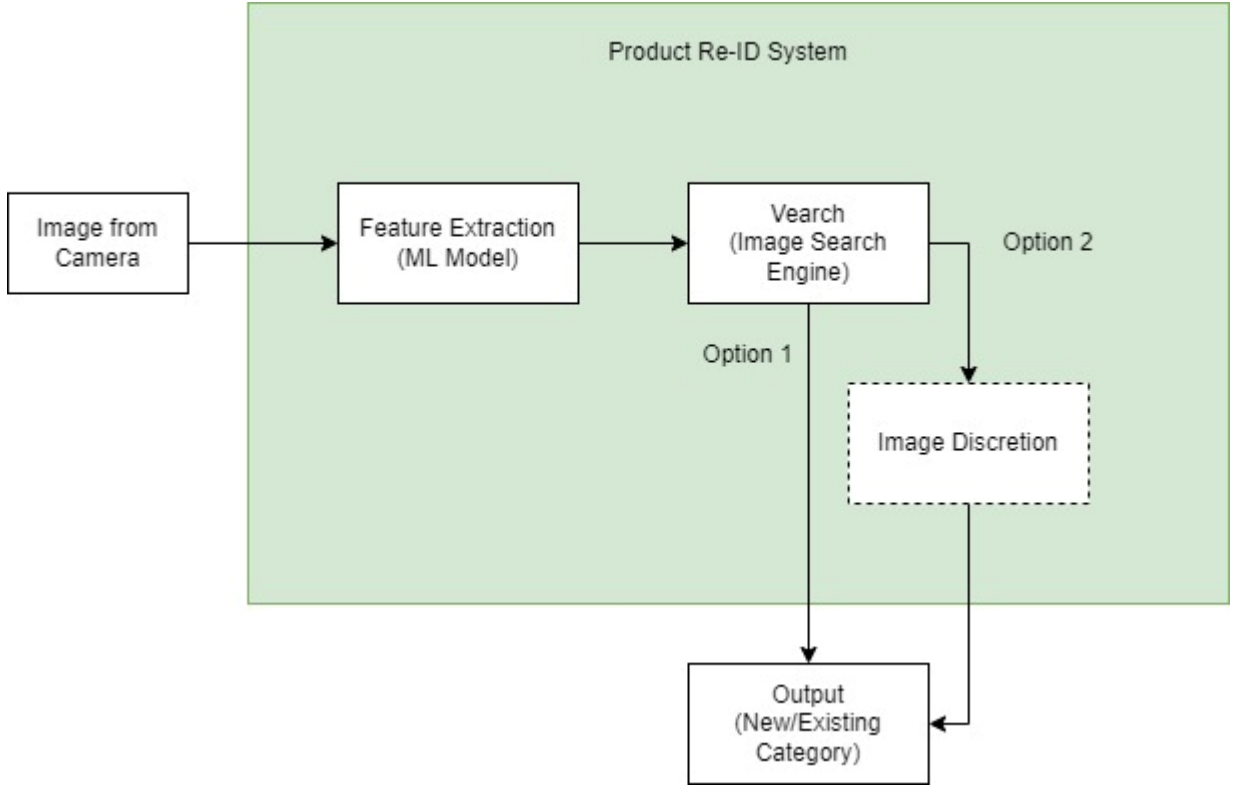 Product Re-ID System
Image from
Camera
Feature Extraction
(ML Model)
Vearch
(Image Search
Engine)
Option 2
Option 1
Image Discretion
Output
(New/Existing
Category)